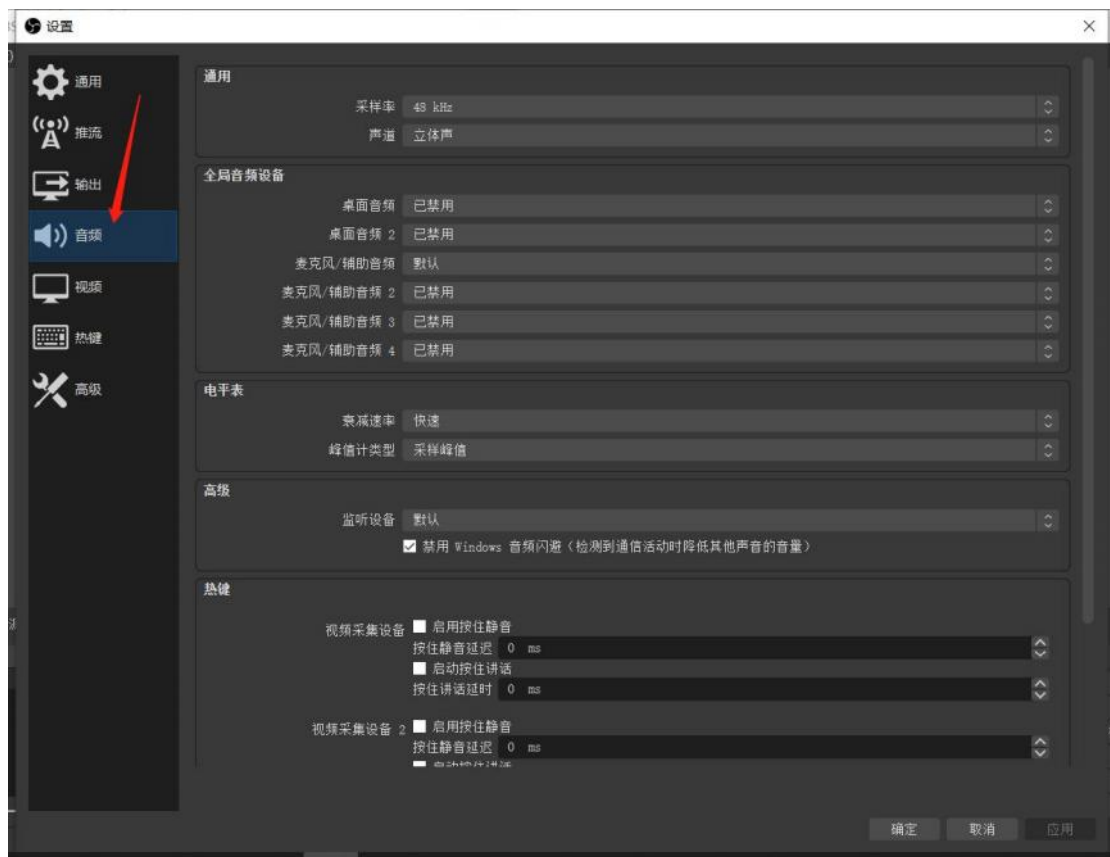 设置
通用
推流
输出
音频
视频
热键
高级
通用
采样率 48 kHz
声道 立体声
全局音频设备
桌面音频 已禁用
桌面音频 2 已禁用
麦克风/辅助音频 默认
麦克风/辅助音频 2 已禁用
麦克风/辅助音频 3 已禁用
麦克风/辅助音频 4 已禁用
电平表
衰减速率 快速
峰值计类型 采样峰值
高级
监听设备 默认
禁用 Windows 音频闪避（检测到通信活动时降低其他声音的音量）
热键
视频采集设备 启用按住静音
按住静音延迟 0 ms
启动按住讲话
按住讲话延时 0 ms
视频采集设备 2 启用按住静音
按住静音延迟 0 ms
确定 取消 应用